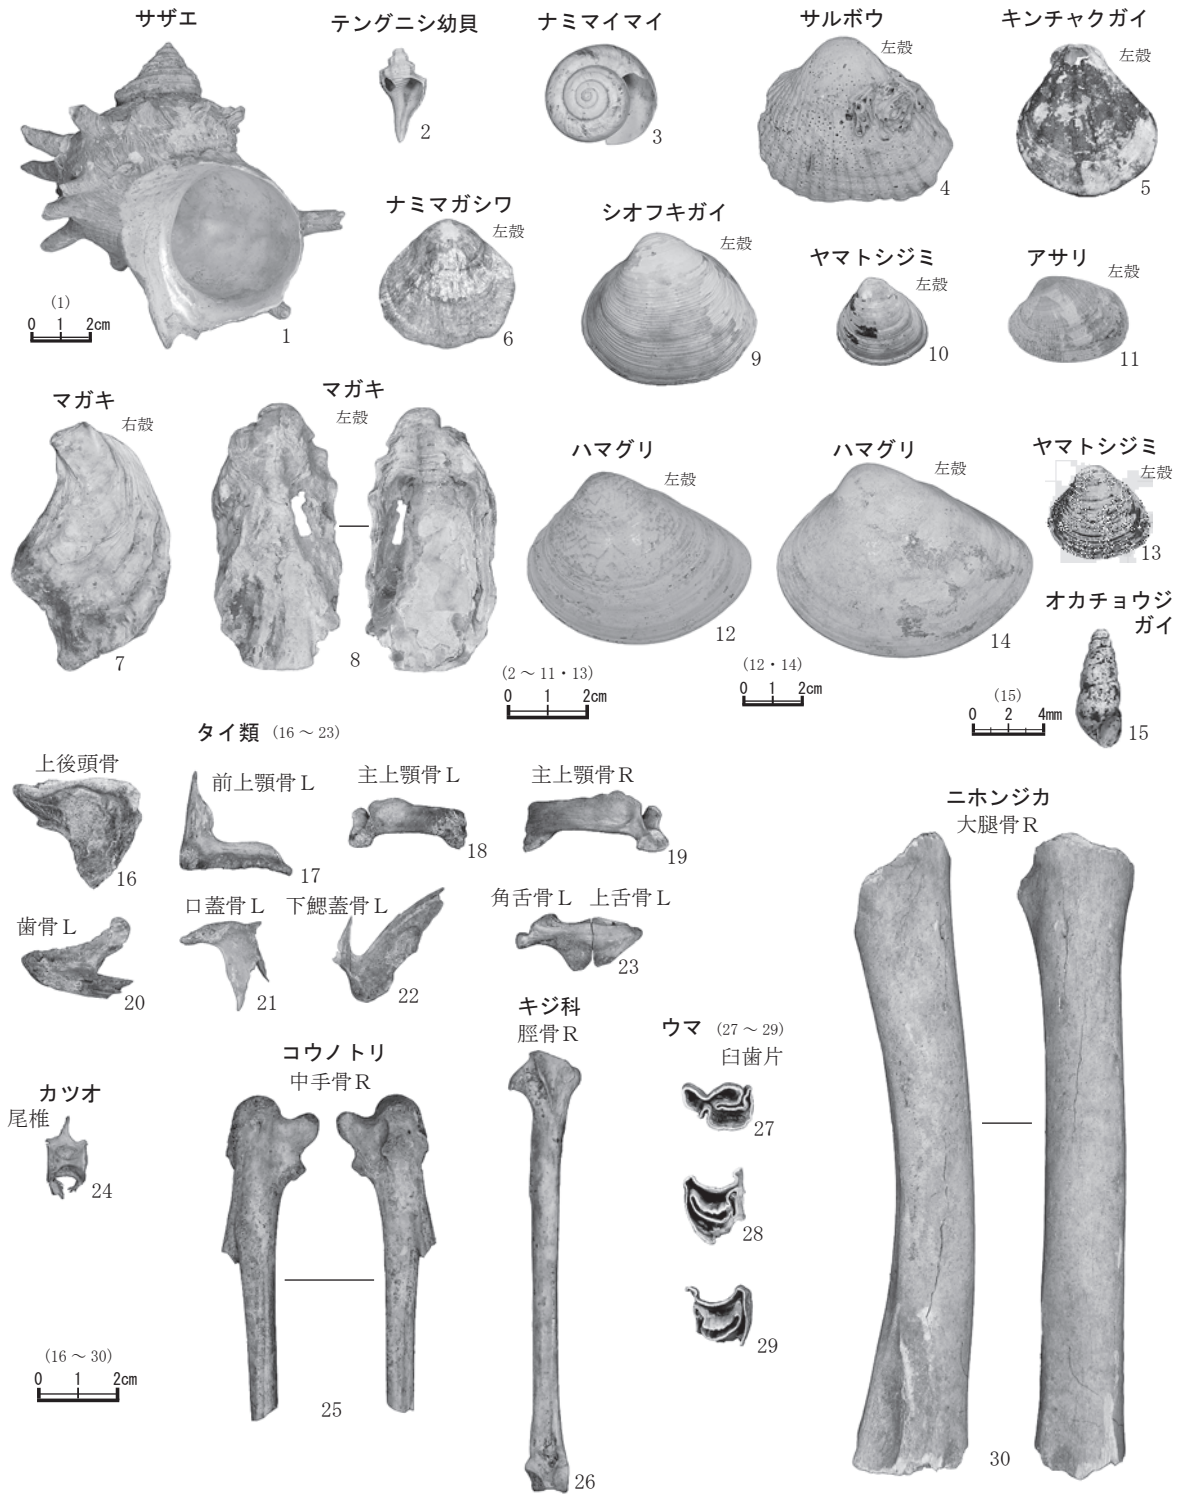 サザエ
テングニシ幼貝
ナミマイマイ
サルボウ
左殻
キンチャクガイ
左殻
2
3
4
5
ナミマガシワ
左殻
シオフキガイ
左殻
ヤマトシジミ
左殻
アサリ
左殻
(1)
0 1 2cm
1
6
9
10
11
マガキ
右殻
マガキ
左殻
ハマグリ
左殻
ハマグリ
左殻
ヤマトシジミ
左殻
13
オカチョウジ
ガイ
7
8
12
14
(2 ～ 11・13)
0 1 2cm
(12・14)
0 1 2cm
(15)
0 2 4mm
15
タイ類 (16 ～ 23)
上後頭骨
前上顎骨L
主上顎骨L
主上顎骨R
16
17
18
19
歯骨L
口蓋骨L
下鰓蓋骨L
角舌骨L 上舌骨L
20
21
22
23
ニホンジカ
大腿骨R
キジ科
脛骨R
ウマ (27 ～ 29)
臼歯片
コウノトリ
中手骨R
カツオ
尾椎
24
27
28
29
(16 ～ 30)
0 1 2cm
25
26
30